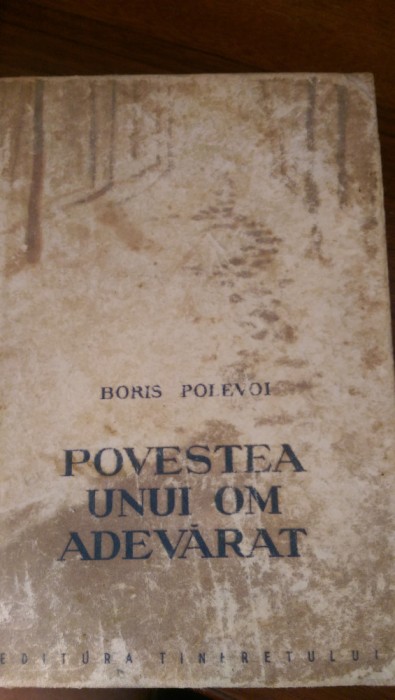 BORIS POLEVOI
POVESTEA
UNUI OM
ADEVĂRAT
EDITURA TINERETULUI